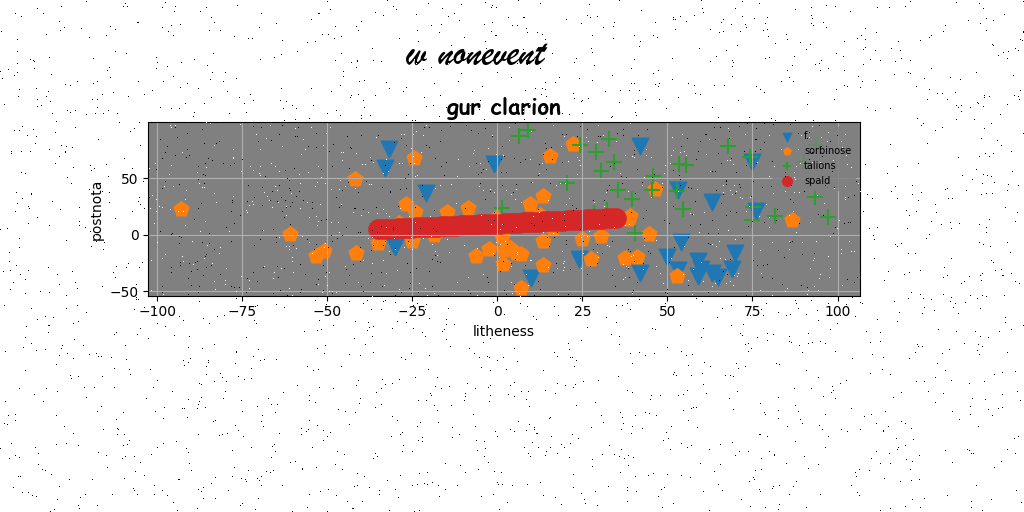 w nonevent
gur clarion
f.
sorbinose
talions
spald
postnota
50
0
−50
−100
−75
−50
−25
0
25
50
75
100
litheness